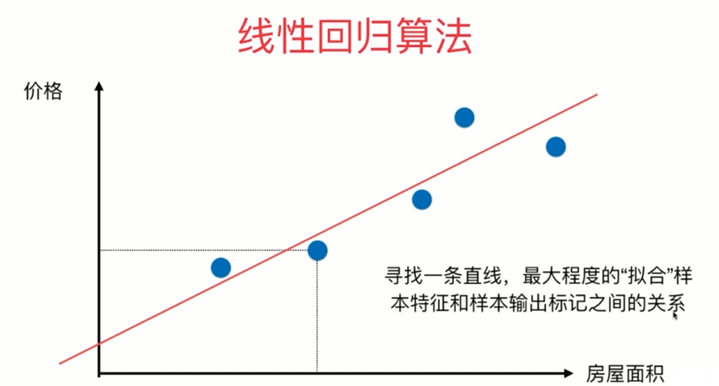 线性回归算法
价格
寻找一条直线，最大程度的“拟合”样
本特征和样本输出标记之间的关系
房屋面积